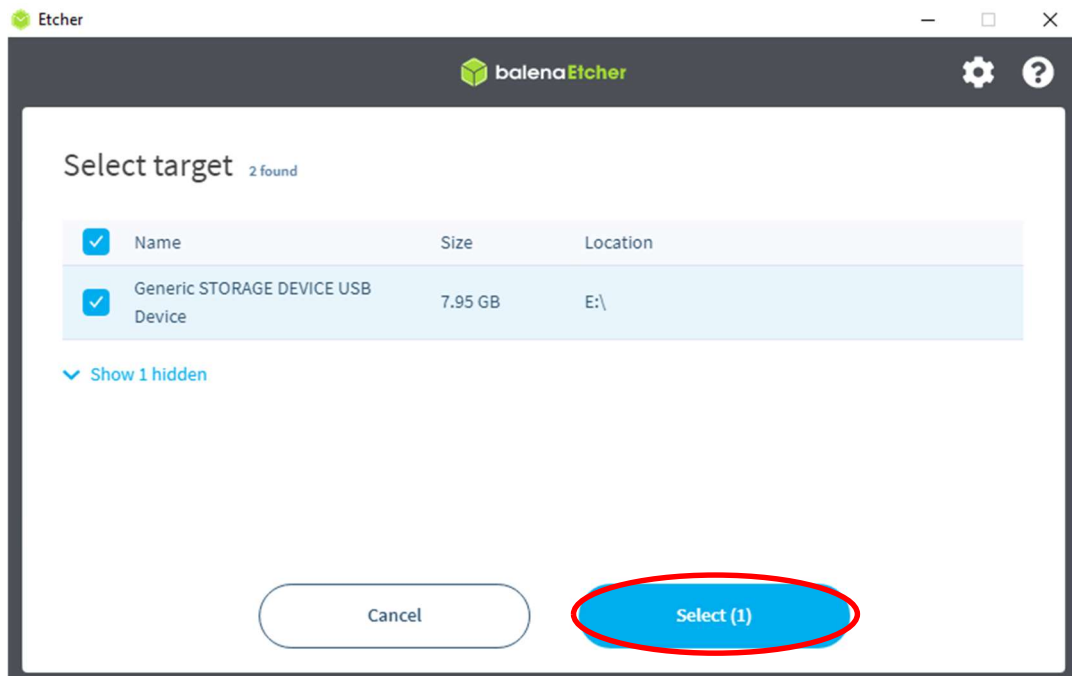 Etcher
balenaEtcher
Select target 2 found
Name Size Location
Generic STORAGE DEVICE USB
Device
7.95 GB E:\
Show 1 hidden
Cancel Select (1)